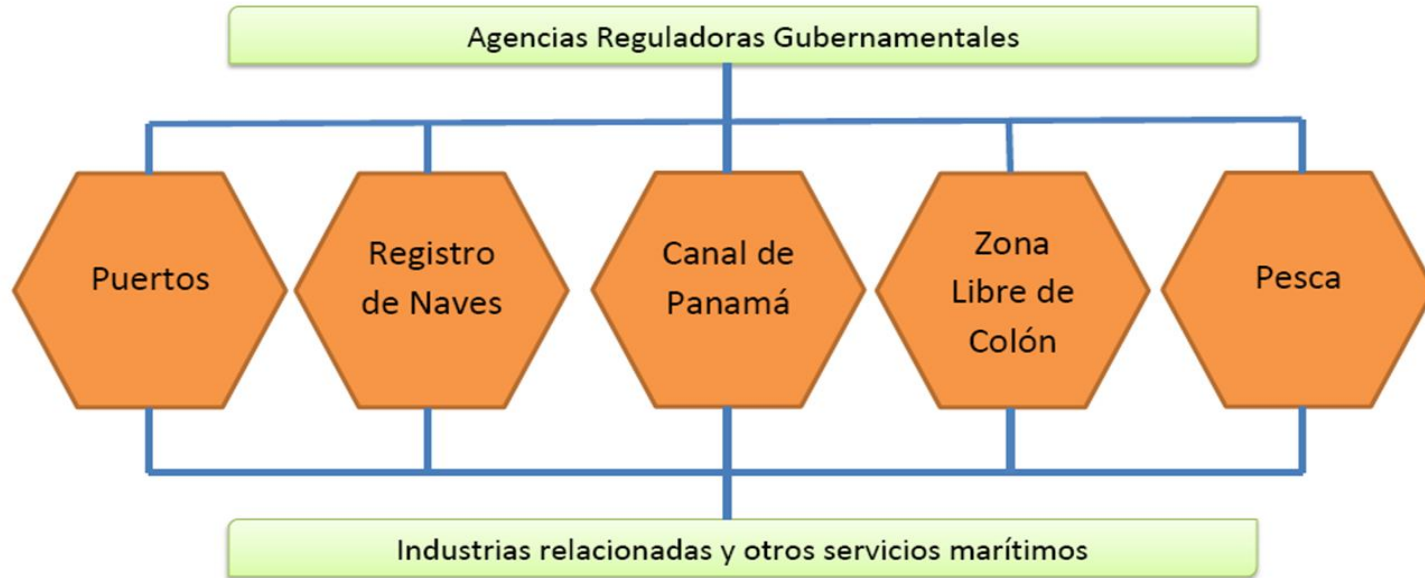 Agencias Reguladoras Gubernamentales
Puertos
Registro
de Naves
Canal de
Panamá
Zona
Libre de
Colón
Pesca
Industrias relacionadas y otros servicios marítimos